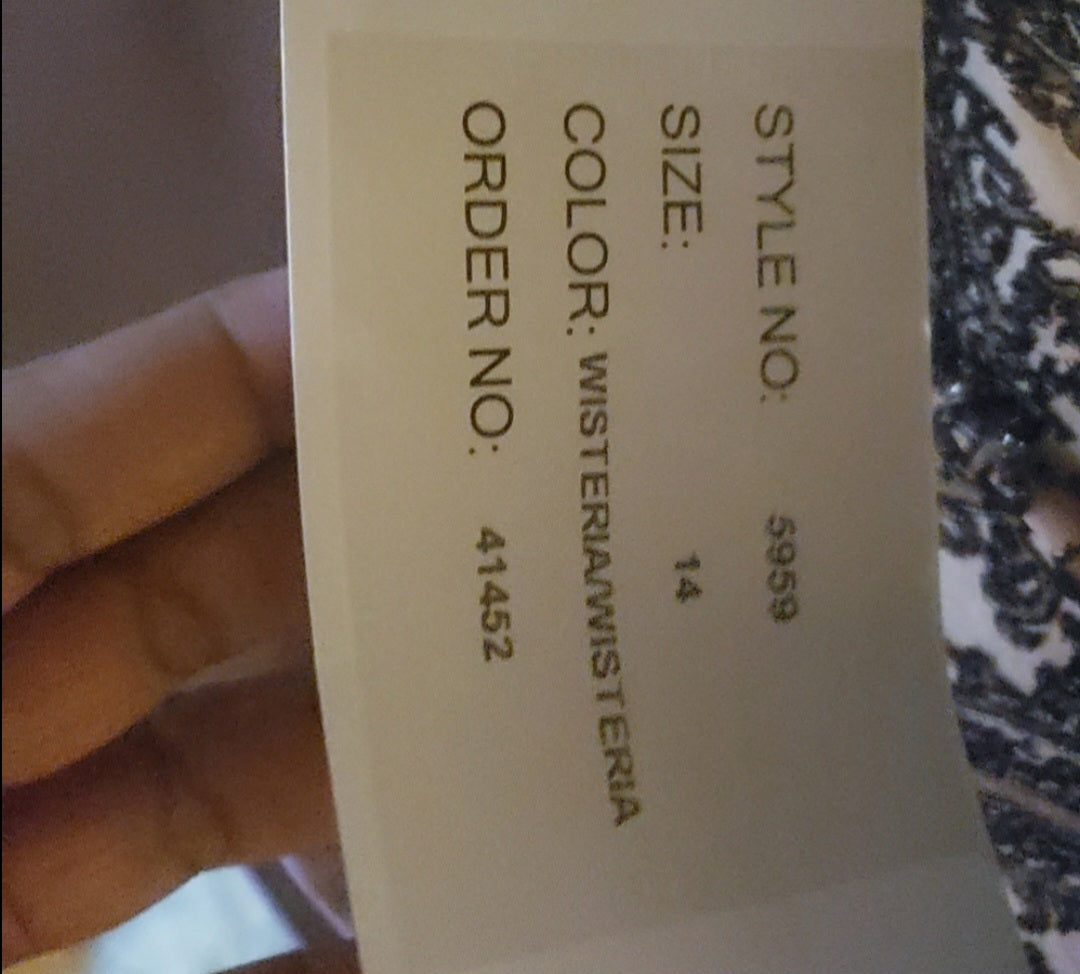 STYLE NO: 5959
SIZE: 14
COLOR: WISTERIA/WISTERIA
ORDER NO: 41452